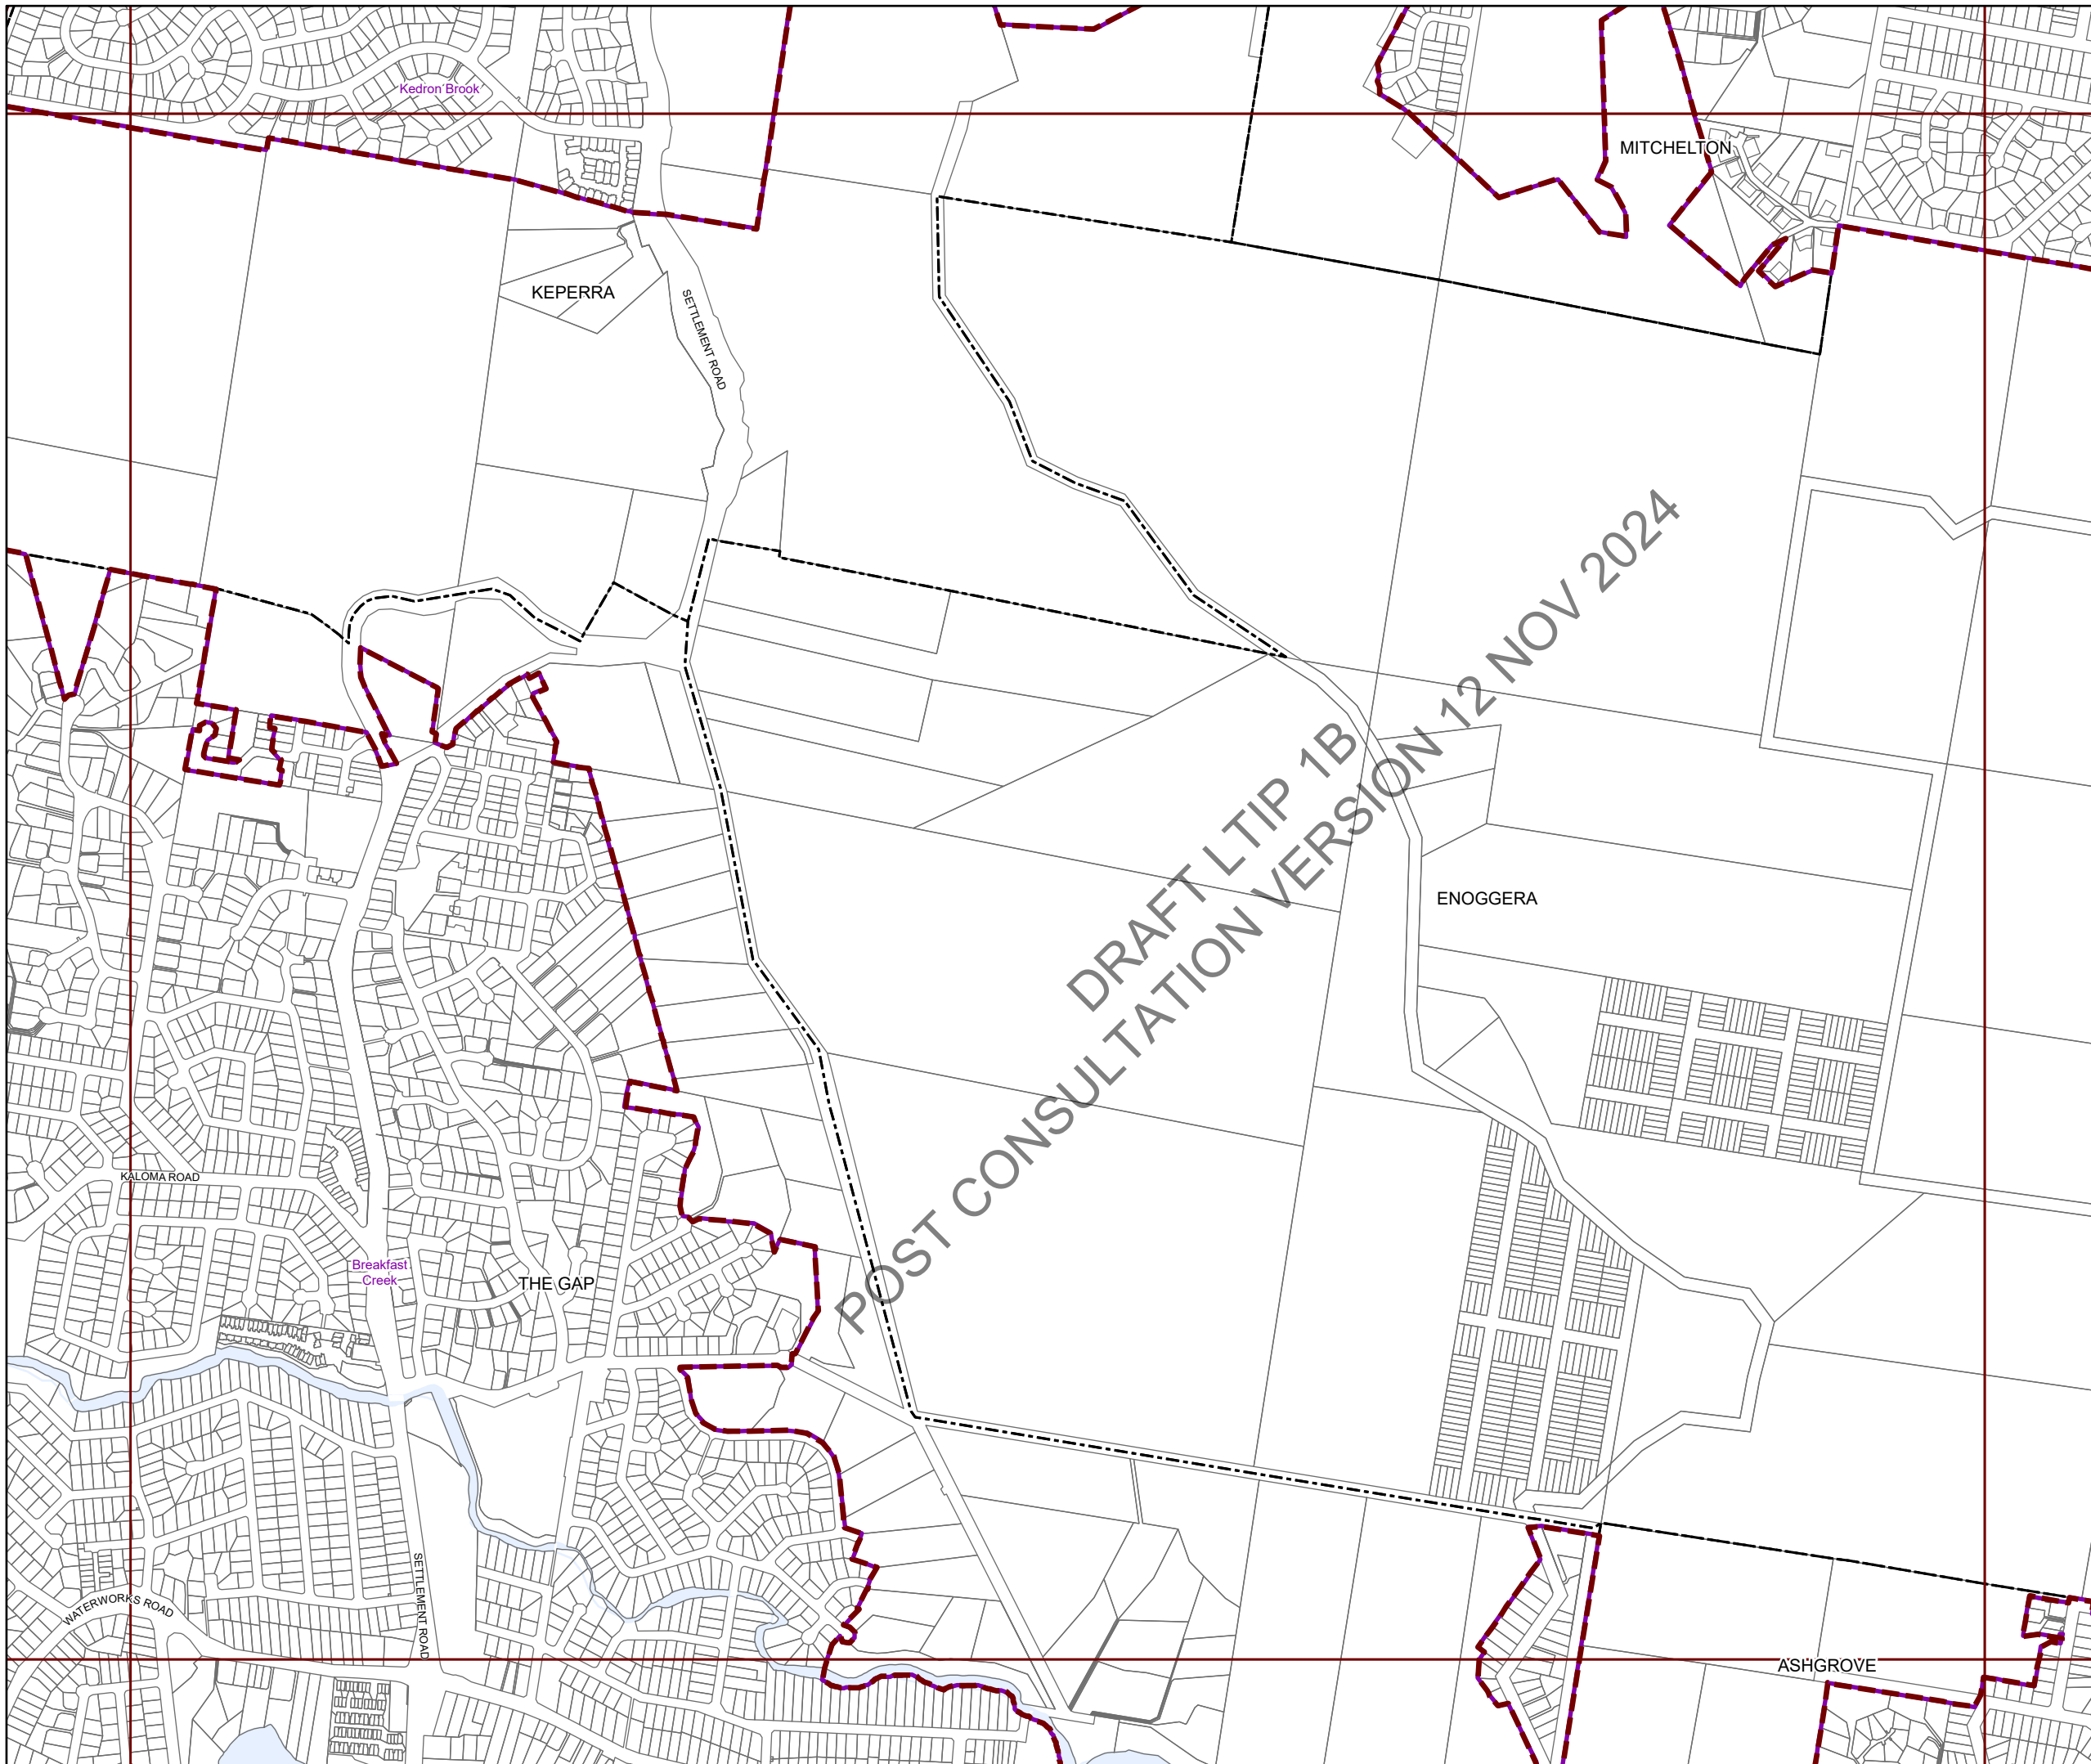 Kedron Brook
MITCHELTON
KEPERRA
SETTLEMENT ROAD
DRAFT LTIP 1B
POST CONSULTATION VERSION 12 NOV 2024
ENOGGERA
KALOMA ROAD
Breakfast
Creek
THE GAP
SETTLEMENT ROAD
WATERWORKS ROAD
ASHGROVE